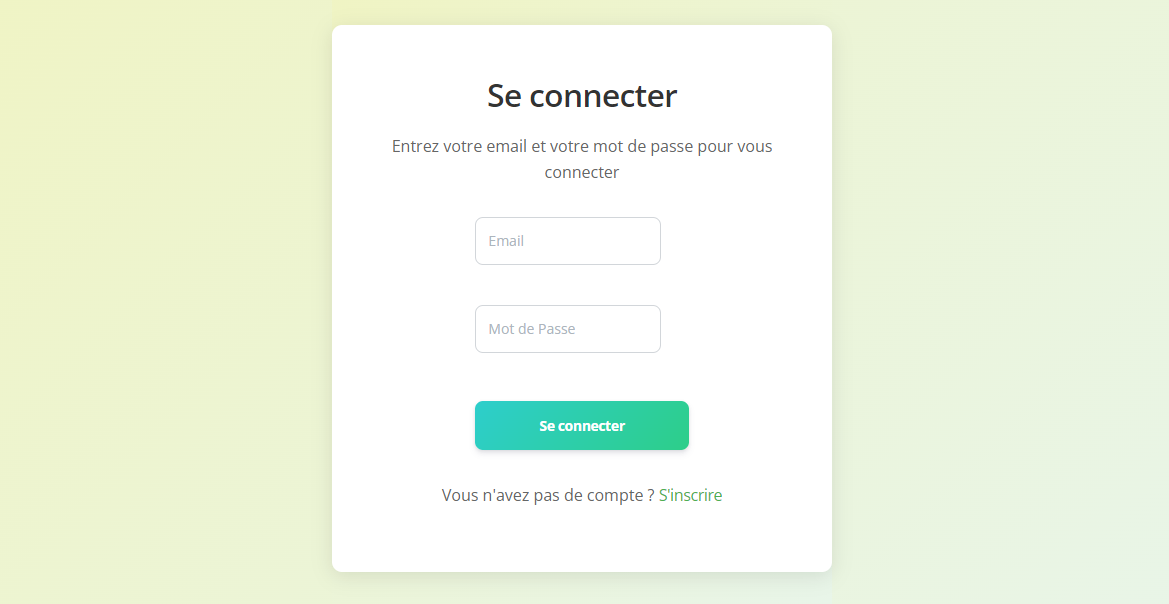 Se connecter
Entrez votre email et votre mot de passe pour vous
connecter
Email
Mot de Passe
Se connecter
Vous n'avez pas de compte ? S'inscrire